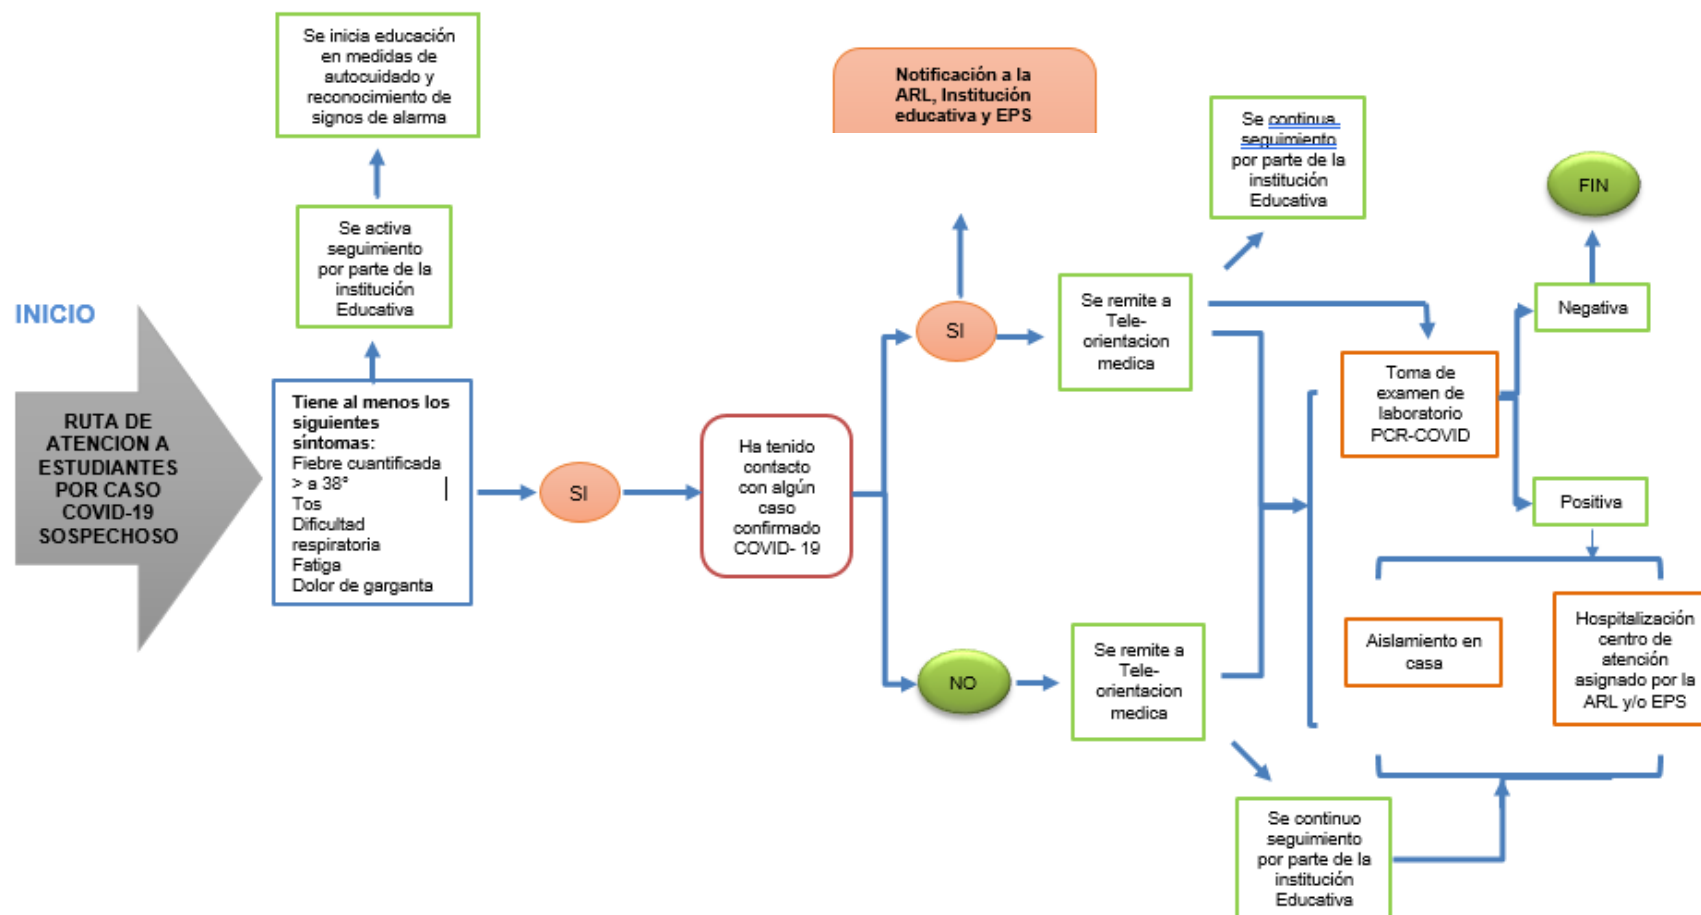 INICIO
RUTA DE
ATENCION A
ESTUDIANTES
POR CASO
COVID-19
SOSPECHOSO
Se inicia educación
en medidas de
autocuidado y
reconocimiento de
signos de alarma
Se activa
seguimiento
por parte de la
institución
Educativa
Tiene al menos los
siguientes
síntomas:
Fiebre cuantificada
> a 38°
Tos
Dificultad
respiratoria
Fatiga
Dolor de garganta
SI
Ha tenido
contacto
con algún
caso
confirmado
COVID- 19
Notificación a la
ARL, Institución
educativa y EPS
SI
Se remite a
Tele-
orientacion
medica
Se continua
seguimiento
por parte de la
institución
Educativa
NO
Se remite a
Tele-
orientacion
medica
Se continuo
seguimiento
por parte de la
institución
Educativa
Toma de
examen de
laboratorio
PCR-COVID
Negativa
FIN
Positiva
Aislamiento en
casa
Hospitalización
centro de
atención
asignado por la
ARL y/o EPS